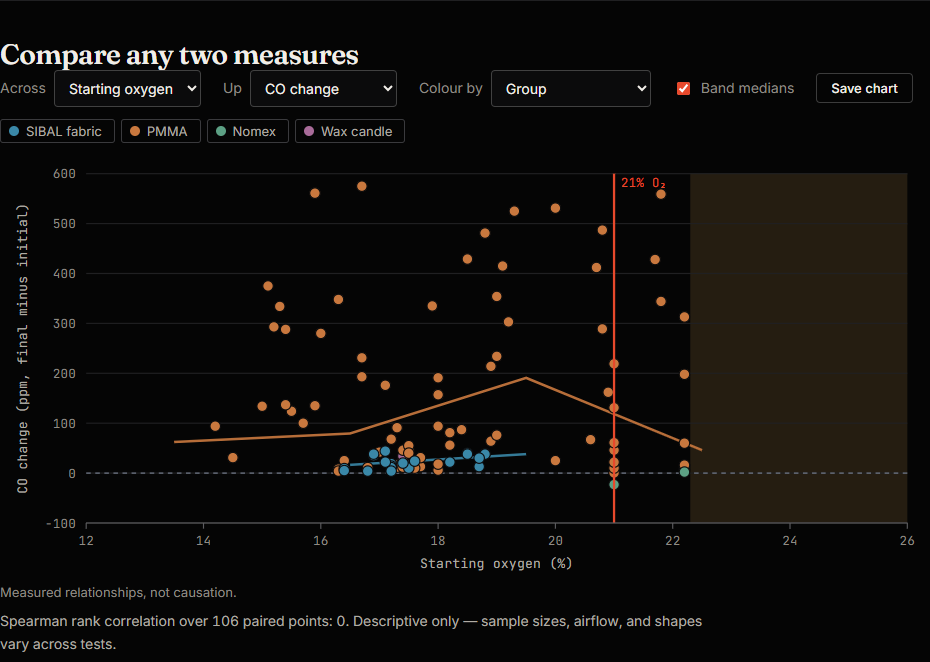 Compare any two measures
Across Starting oxygen Up CO change Colour by Group Band medians Save chart
SIBAL fabric PMMA Nomex Wax candle
CO change (ppm, final minus initial)
600
500
400
300
200
100
0
-100
21% O₂
12 14 16 18 20 22 24 26
Starting oxygen (%)
Measured relationships, not causation.
Spearman rank correlation over 106 paired points: 0. Descriptive only — sample sizes, airflow, and shapes
vary across tests.